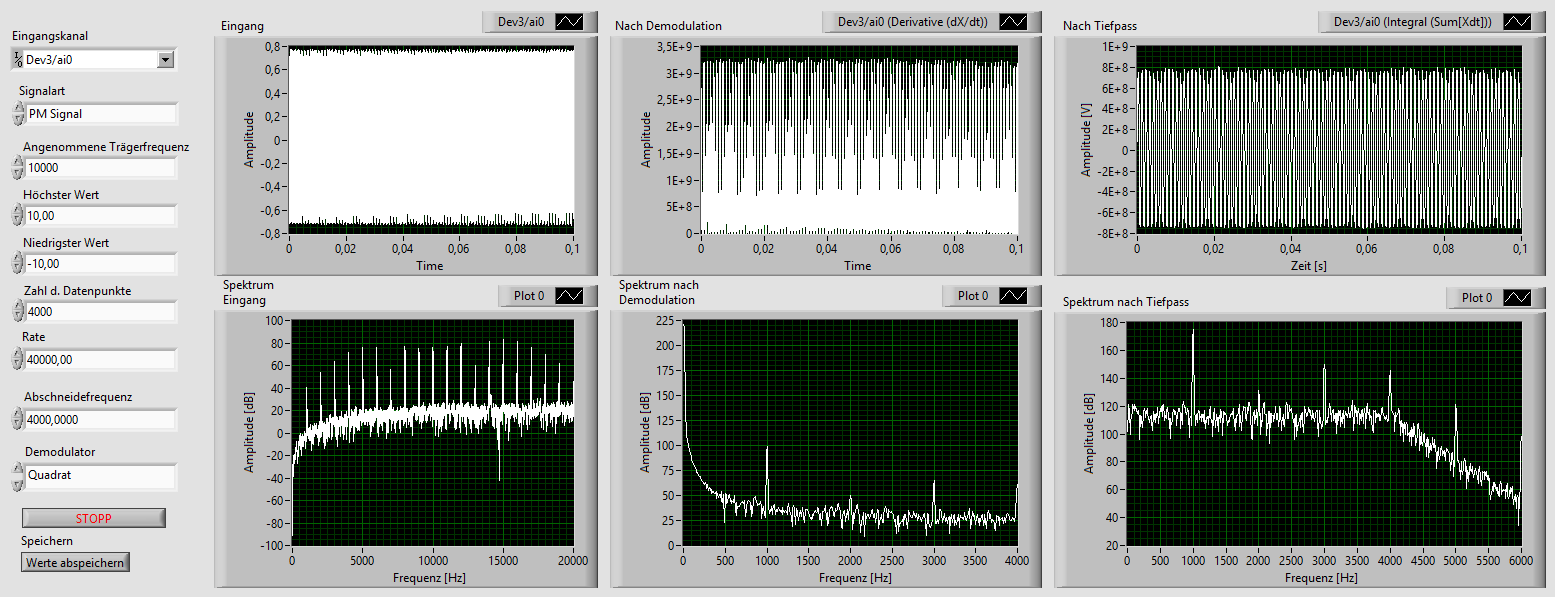 Eingangskanal
Dev3/ai0
Signalart
PM Signal
Angenommene Trägerfrequenz
10000
Höchster Wert
10,00
Niedrigster Wert
-10,00
Zahl d. Datenpunkte
4000
Rate
40000,00
Abschneidefrequenz
4000,0000
Demodulator
Quadrat
STOPP
Speichern
Werte abspeichern
Eingang
Dev3/ai0
0,8
0,6
0,4
0,2
0
-0,2
-0,4
-0,6
-0,8
Amplitude
0 0,02 0,04 0,06 0,08 0,1
Time
Nach Demodulation
Dev3/ai0 (Derivative (dX/dt))
3,5E+9
3E+9
2,5E+9
2E+9
1,5E+9
1E+9
5E+8
0
Amplitude
0 0,02 0,04 0,06 0,08 0,1
Time
Nach Tiefpass
Dev3/ai0 (Integral (Sum[Xdt]))
1E+9
8E+8
6E+8
4E+8
2E+8
0
-2E+8
-4E+8
-6E+8
-8E+8
Amplitude [V]
0 0,02 0,04 0,06 0,08 0,1
Zeit [s]
Spektrum
Eingang
Plot 0
100
80
60
40
20
0
-20
-40
-60
-80
-100
Amplitude [dB]
0 5000 10000 15000 20000
Frequenz [Hz]
Spektrum nach
Demodulation
Plot 0
225
200
175
150
125
100
75
50
25
0
Amplitude [dB]
0 500 1000 1500 2000 2500 3000 3500 4000
Frequenz [Hz]
Spektrum nach Tiefpass
Plot 0
180
160
140
120
100
80
60
40
20
Amplitude [dB]
0 500 1000 1500 2000 2500 3000 3500 4000 4500 5000 5500 6000
Frequenz [Hz]